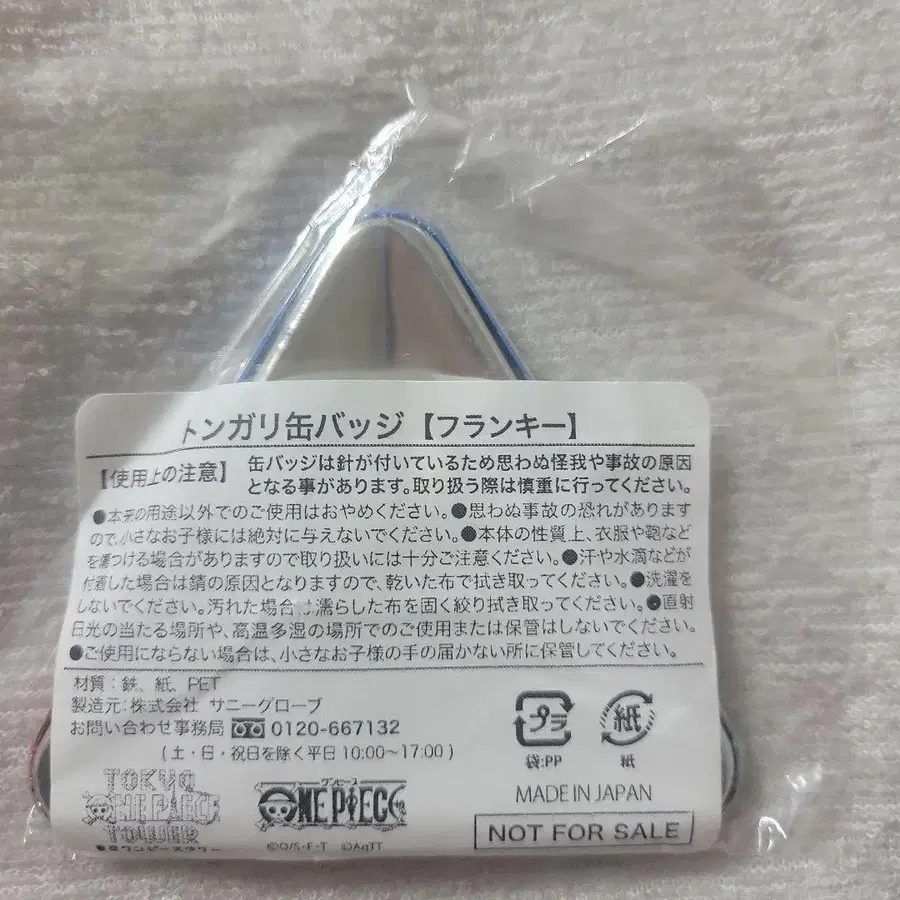 トンガリ缶バッジ【フランキー】
【使用上の注意】
缶バッジは針が付いているため思わぬ怪我や事故の原因
となる事があります。取り扱う際は慎重に行ってください。
●本来の用途以外でのご使用はおやめください。●思わぬ事故の恐れがあります
ので、小さなお子様には絶対に与えないでください。●本体の性質上、衣服や鞄など
を傷つける場合がありますので取り扱いには十分ご注意ください。●汗や水滴などが
付着した場合は錆の原因となりますので、乾いた布で拭き取ってください。●洗濯を
しないでください。汚れた場合は濡らした布を固く絞り拭き取ってください。●直射
日光の当たる場所や、高温多湿の場所でのご使用または保管はしないでください。
●ご使用にならない場合は、小さなお子様の手の届かない所に保管してください。
材質:鉄、紙、PET
製造元:株式会社 サニーグローブ
お問い合わせ事務局 0120-667132
(土・日・祝日を除く平日10:00~17:00)
プラ
袋:PP
紙
紙
MADE IN JAPAN
NOT FOR SALE
TOKYO
ONE PIECE
TOWER
東京ワンピースタワー
ワンピース
ONE PIECE
©O/S・F・T ©AgTT